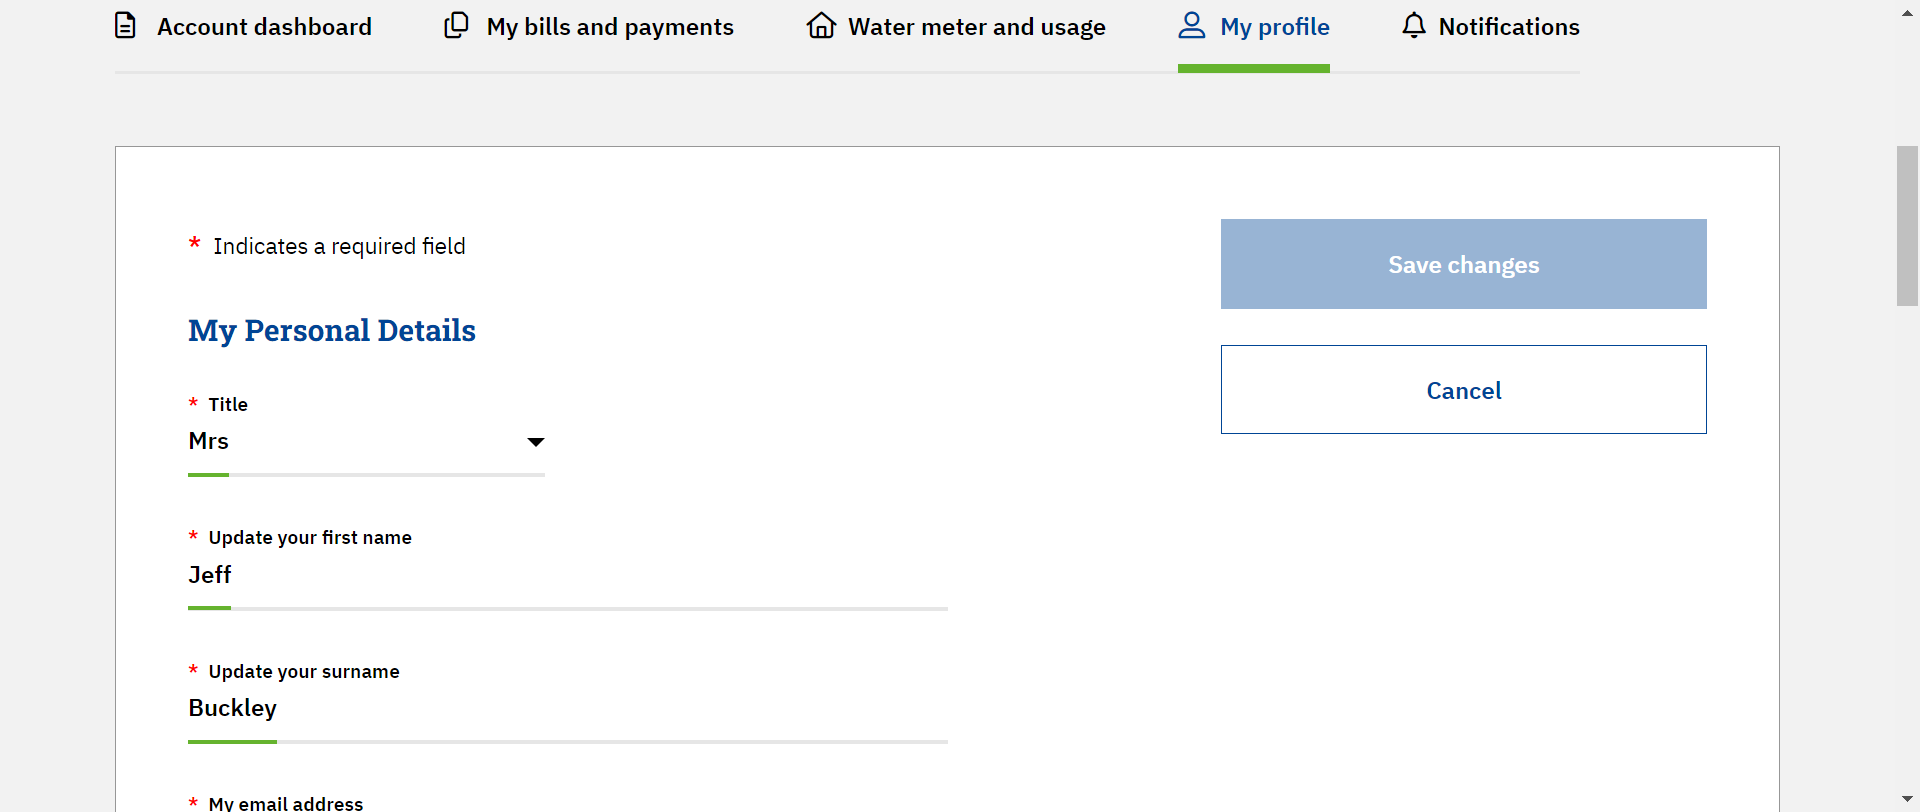 Account dashboard
My bills and payments
Water meter and usage
My profile
Notifications
* Indicates a required field
Save changes
Cancel
My Personal Details
* Title
Mrs
* Update your first name
Jeff
* Update your surname
Buckley
* My email address